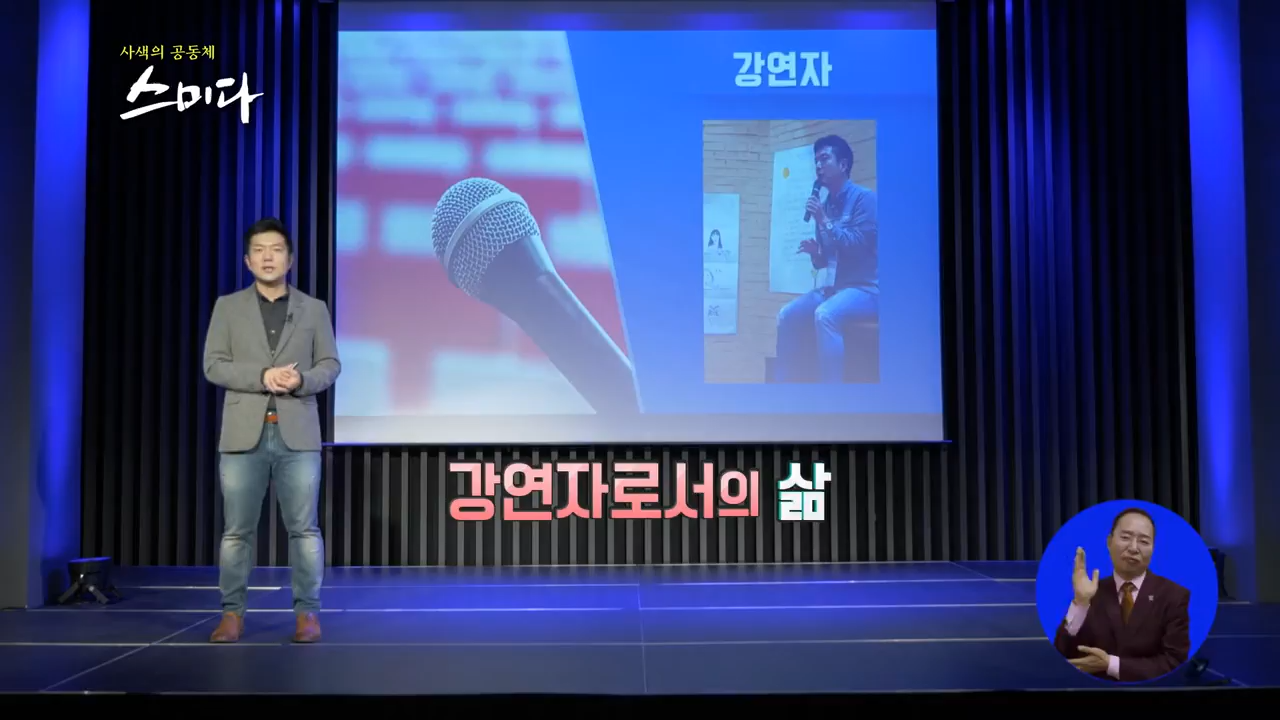 사색의 공동체
스미다
강연자
강연자로서의 삶